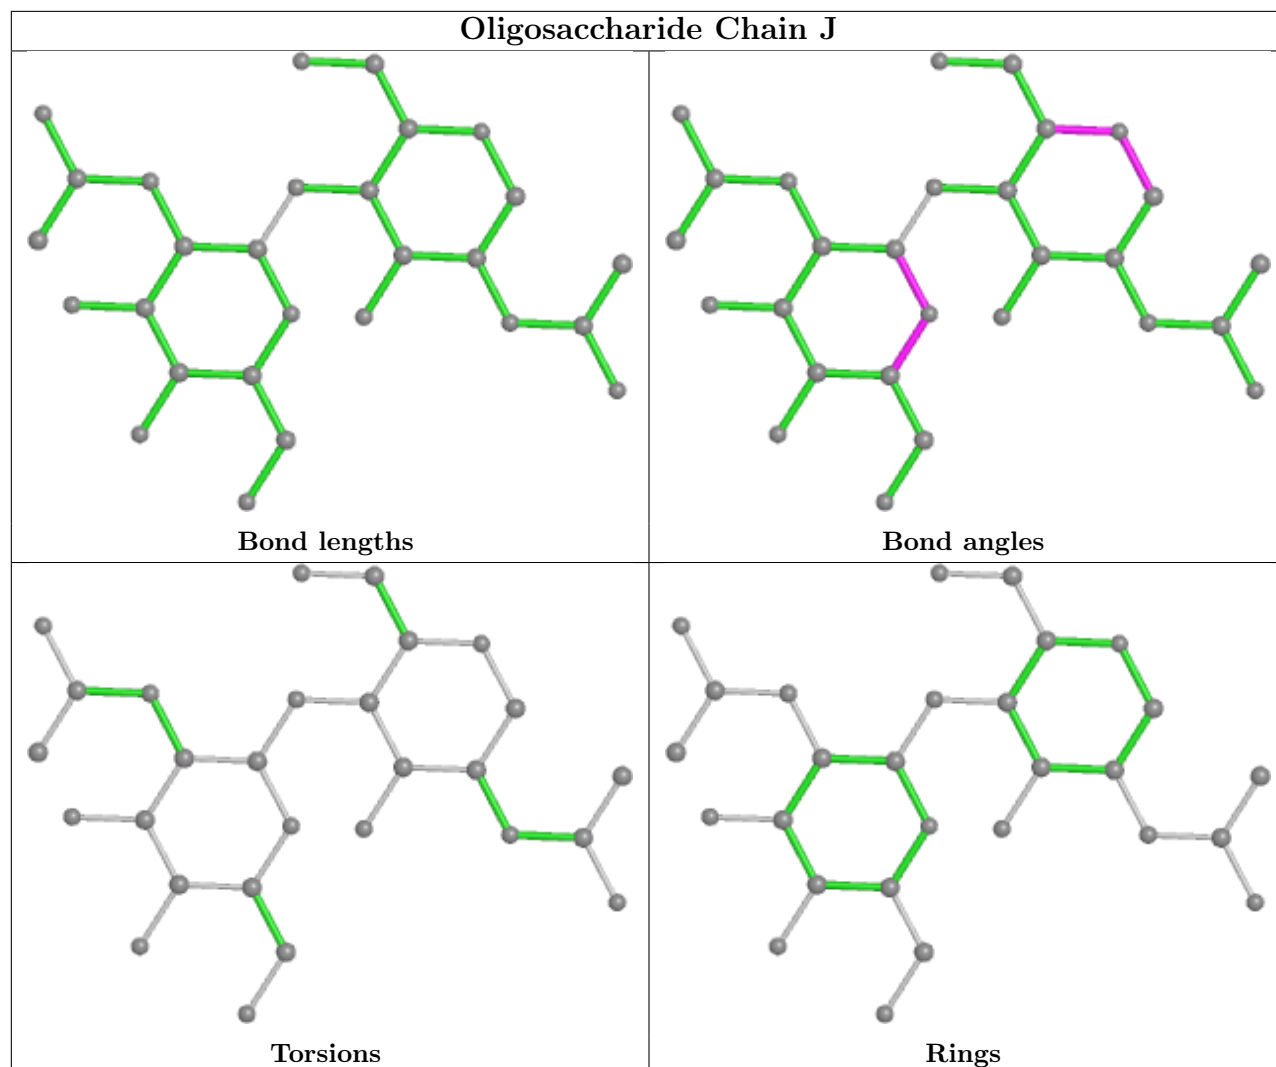 Oligosaccharide Chain J
Bond lengths
Bond angles
Torsions
Rings